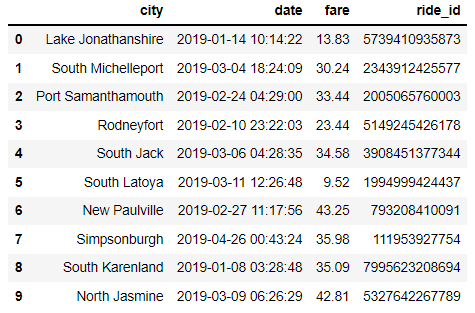 city date fare ride_id
0 Lake Jonathanshire 2019-01-14 10:14:22 13.83 5739410935873
1 South Michelleport 2019-03-04 18:24:09 30.24 2343912425577
2 Port Samanthamouth 2019-02-24 04:29:00 33.44 2005065760003
3 Rodneyfort 2019-02-10 23:22:03 23.44 5149245426178
4 South Jack 2019-03-06 04:28:35 34.58 3908451377344
5 South Latoya 2019-03-11 12:26:48 9.52 1994999424437
6 New Paulville 2019-02-27 11:17:56 43.25 793208410091
7 Simpsonburgh 2019-04-26 00:43:24 35.98 111953927754
8 South Karenland 2019-01-08 03:28:48 35.09 7995623208694
9 North Jasmine 2019-03-09 06:26:29 42.81 5327642267789